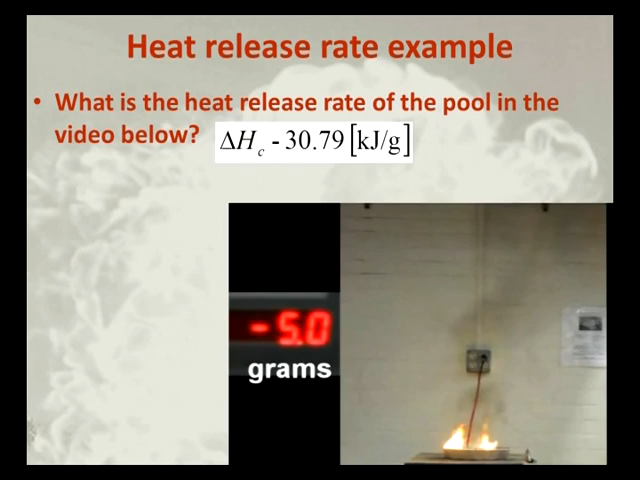 Heat release rate example
• What is the heat release rate of the pool in the
video below? ΔH_c - 30.79 [kJ/g]
- 5.0
grams